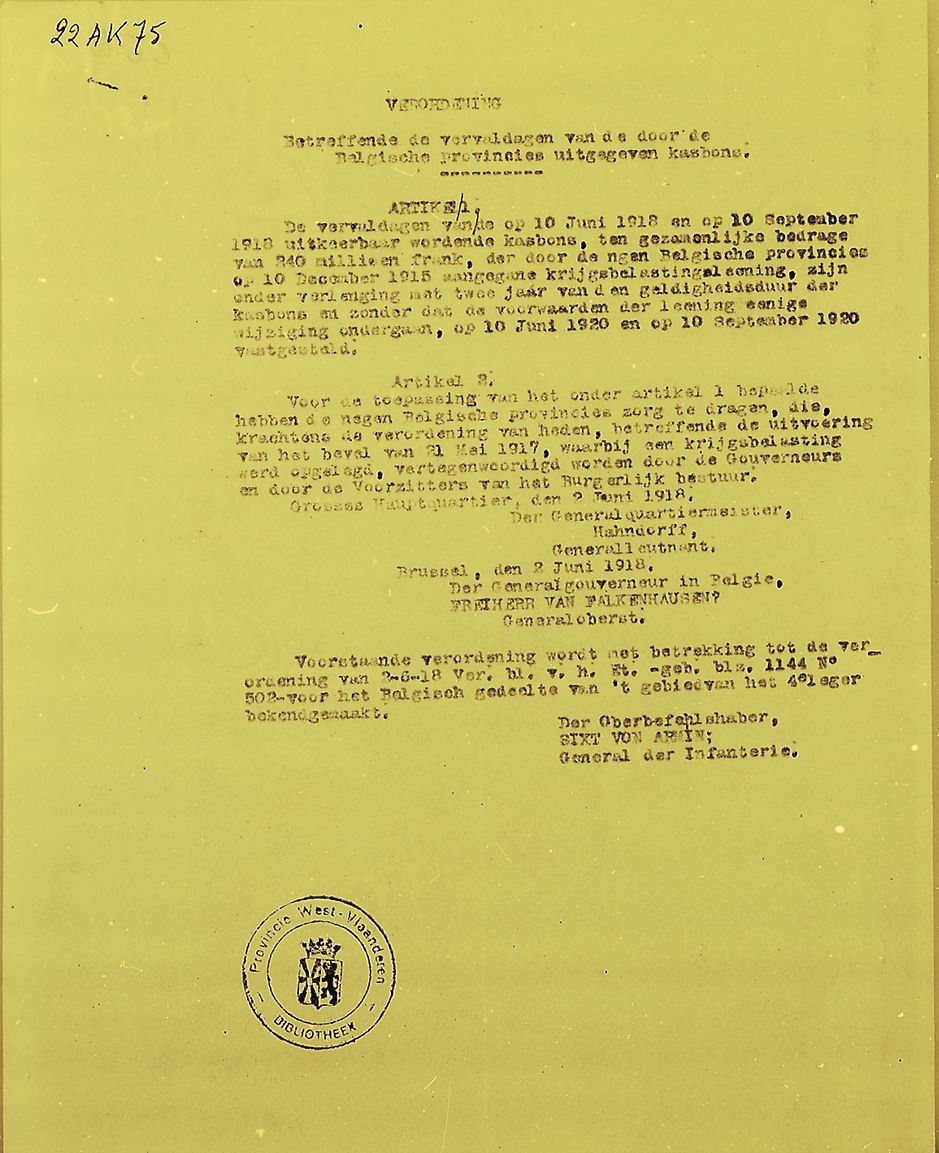 22 AK 75
VERORDENING
Betreffende de vervaldagen van de door de
Belgische provincies uitgegeven kasbons.
----------
ARTIKE/1.
De vervaldagen van/de op 10 Juni 1918 en op 10 September
1918 uitkeerbaar wordende kasbons, ten gezamenlijke bedrage
van 240 millioen frank, der door de ngen Belgische provincies
op 10 December 1915 aangegane krijgsbelastingsleening, zijn
onder verlenging met twee jaar van den geldigheidsduur der
kasbons en zonder dat de voorwaarden der leening eenige
wijziging ondergaan, op 10 Juni 1920 en op 10 September 1920
vastgesteld.
Artikel 2.
Voor de toepassing van het onder artikel 1 bepaalde
hebben de negen Belgische provincies zorg te dragen, die,
krachtens de verordening van heden, betreffende de uitvoering
van het bevel van 21 Mei 1917, waarbij een krijgsbelasting
werd opgelegd, vertegenwoordigd worden door de Gouverneurs
en door de Voorzitters van het Burgerlijk bestuur.
Grosses Hauptquartier, den 2 Juni 1918.
Der Generalquartiermeister,
Hahndorff,
Generalleutnant.
Brussel, den 2 Juni 1918.
Der Generalgouverneur in Belgie,
FREIHERR VAN FALKENHAUSEN?
Generaloberst.
Voorstaande verordening wordt met betrekking tot de ver_
ordening van 2-6-18 Ver. bl. v. h. Et. -geb. blz. 1144 N°
502-voor het Belgisch gedeelte van 't gebiedvan het 4°leger
bekendgemaakt.
Der Oberbefehlshaber,
SIXT VON ARMIN;
General der Infanterie.
Provincie West-Vlaanderen
BIBLIOTHEEK